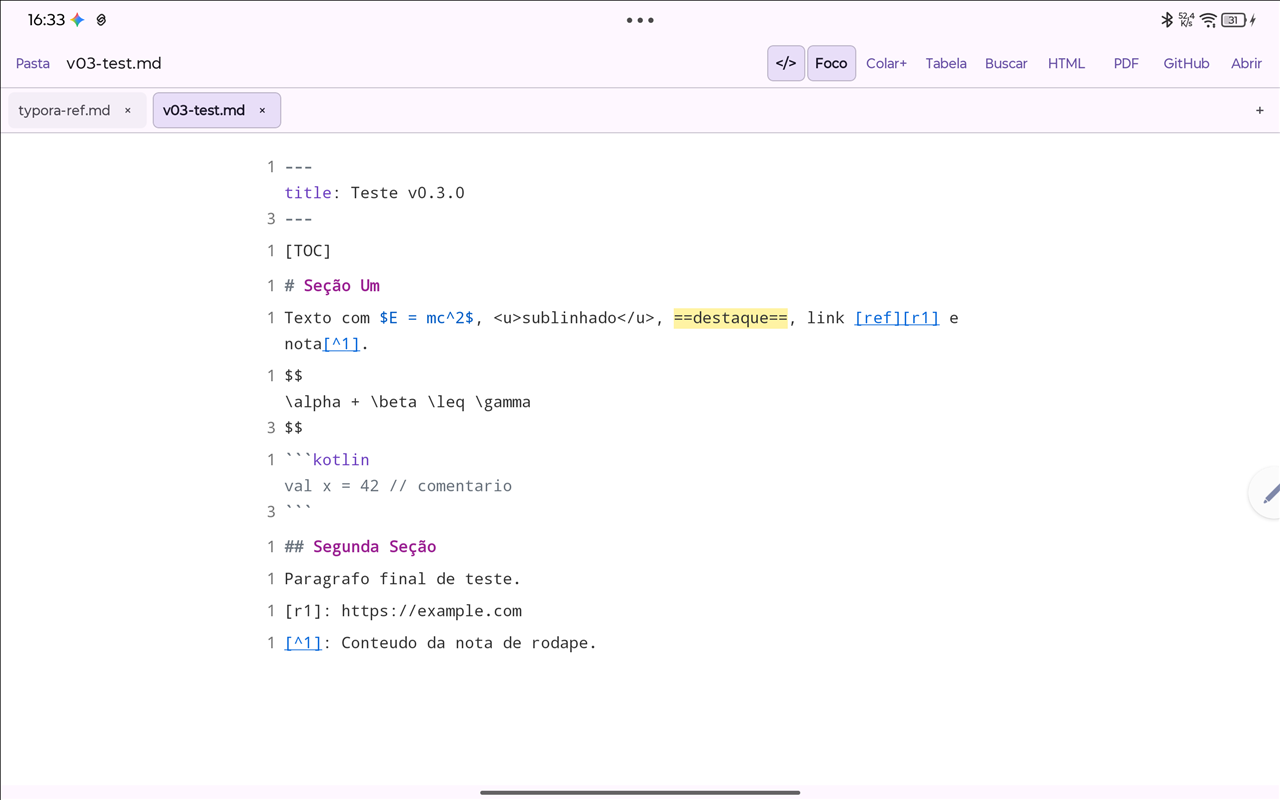 16:33
52,4 K/s
31
Pasta v03-test.md </> Foco Colar+ Tabela Buscar HTML PDF GitHub Abrir
typora-ref.md × v03-test.md × +
1 ---
title: Teste v0.3.0
3 ---
1 [TOC]
1 # Seção Um
1 Texto com $E = mc^2$, <u>sublinhado</u>, ==destaque==, link [ref][r1] e
nota[^1].
1 $$
\alpha + \beta \leq \gamma
3 $$
1 ```kotlin
val x = 42 // comentario
3 ```
1 ## Segunda Seção
1 Paragrafo final de teste.
1 [r1]: https://example.com
1 [^1]: Conteudo da nota de rodape.